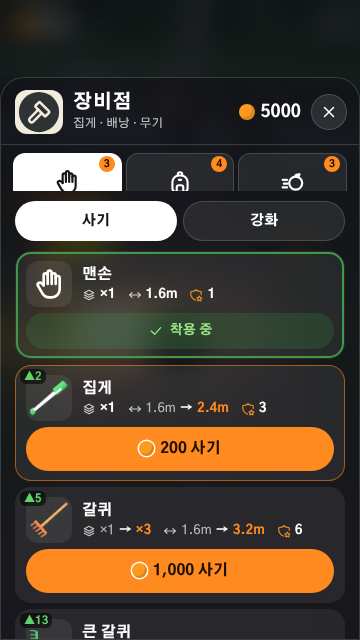 장비점
집게 · 배낭 · 무기
5000
3
4
3
사기
강화
맨손
×1 ↔ 1.6m 1
✓ 착용 중
▲2
집게
×1 ↔ 1.6m → 2.4m 3
200 사기
▲5
갈퀴
×1 → ×3 ↔ 1.6m → 3.2m 6
1,000 사기
▲13
큰 갈퀴